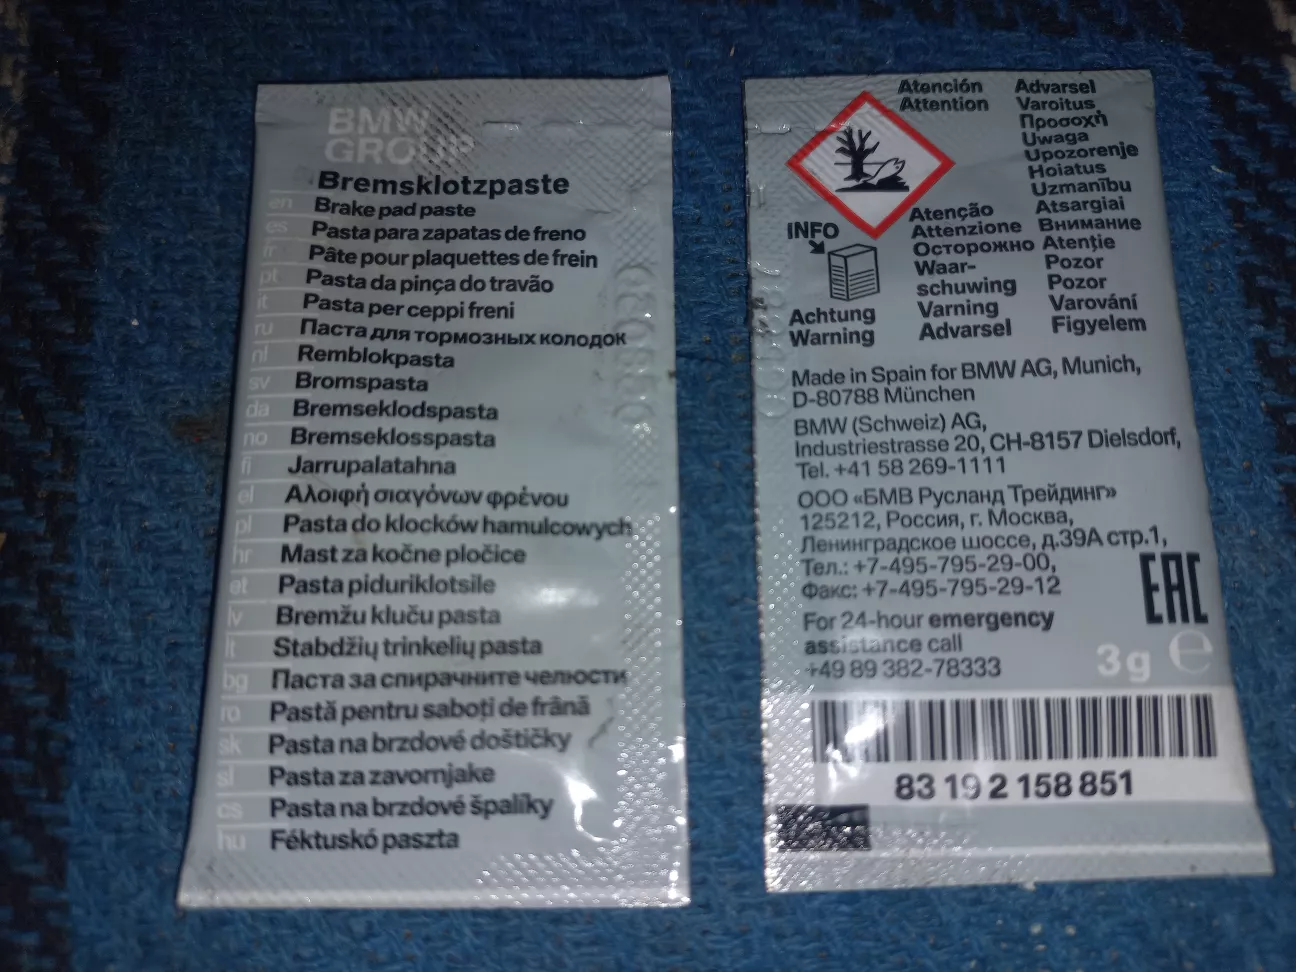 BMW
GROUP
Bremsklotzpaste
en Brake pad paste
es Pasta para zapatas de freno
fr Pâte pour plaquettes de frein
pt Pasta da pinça do travão
it Pasta per ceppi freni
ru Паста для тормозных колодок
nl Remblokpasta
sv Bromspasta
da Bremseklodspasta
no Bremseklosspasta
fi Jarrupalatahna
el Αλοιφή σιαγόνων φρένου
pl Pasta do klocków hamulcowych
hr Mast za kočne pločice
et Pasta piduriklotsile
lv Bremžu kluču pasta
lt Stabdžių trinkelių pasta
bg Паста за спирачните челюсти
ro Pastă pentru saboți de frână
sk Pasta na brzdové doštičky
sl Pasta za zavornjake
cs Pasta na brzdové špalíky
hu Féktuskó paszta
Atención
Attention
INFO
Achtung
Warning
Atenção
Attenzione
Осторожно
Waar-
schuwing
Varning
Advarsel
Advarsel
Varoitus
Προσοχή
Uwaga
Upozorenje
Hoiatus
Uzmanību
Atsargiai
Внимание
Atenție
Pozor
Pozor
Varování
Figyelem
Made in Spain for BMW AG, Munich,
D-80788 München
BMW (Schweiz) AG,
Industriestrasse 20, CH-8157 Dielsdorf,
Tel. +41 58 269-1111
ООО «БМВ Русланд Трейдинг»
125212, Россия, г. Москва,
Ленинградское шоссе, д.39А стр.1,
Тел.: +7-495-795-29-00,
Факс: +7-495-795-29-12
EAC
For 24-hour emergency
assistance call
+49 89 382-78333
3g ℮
83 19 2 158 851